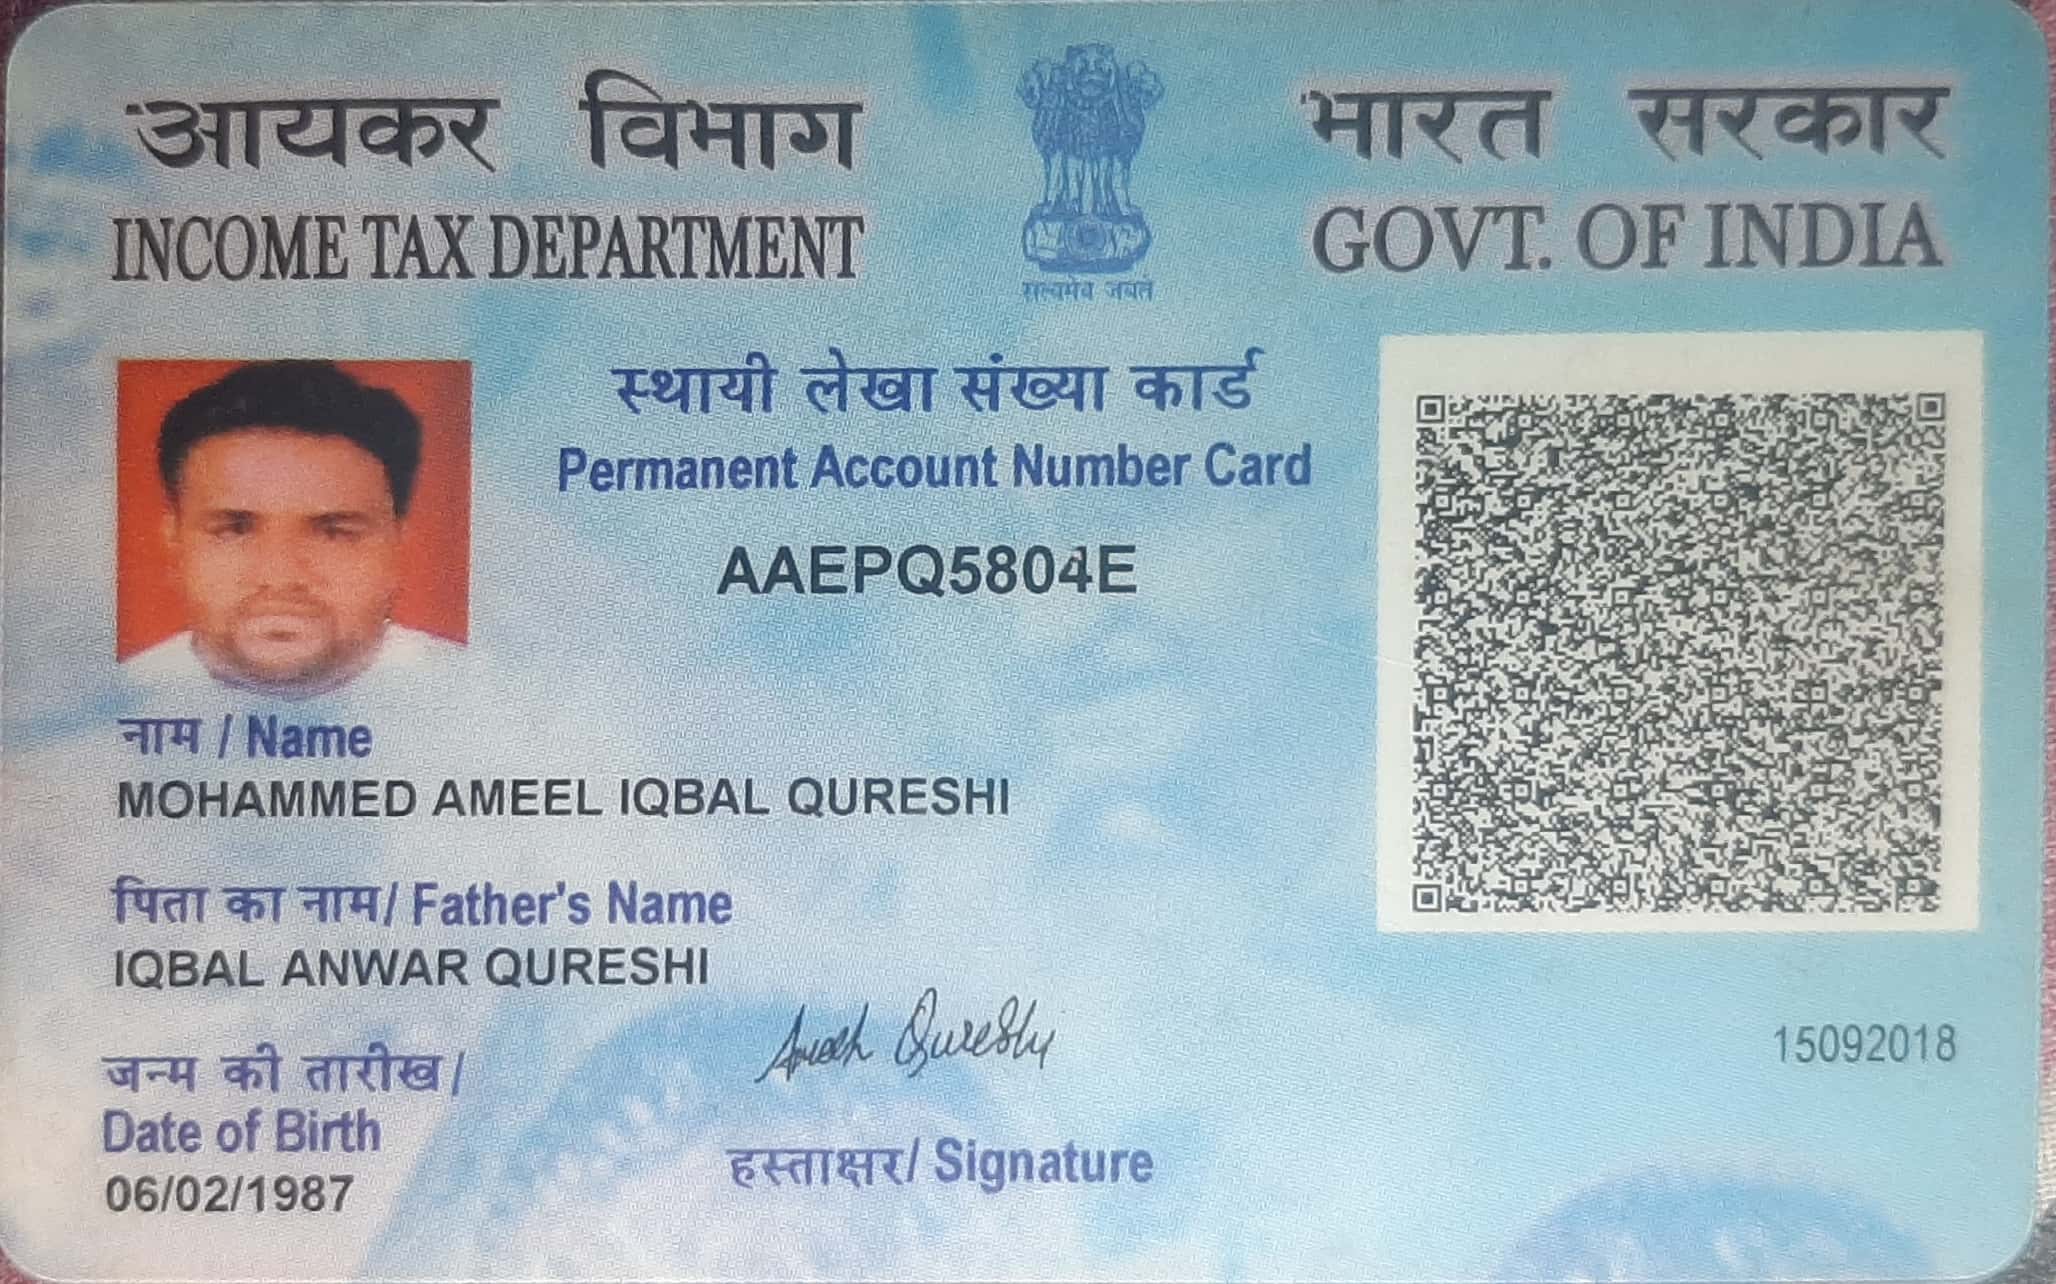 आयकर विभाग
INCOME TAX DEPARTMENT
सत्यमेव जयते
भारत सरकार
GOVT. OF INDIA
स्थायी लेखा संख्या कार्ड
Permanent Account Number Card
AAEPQ5804E
नाम / Name
MOHAMMED AMEEL IQBAL QURESHI
पिता का नाम/ Father's Name
IQBAL ANWAR QURESHI
जन्म की तारीख/
Date of Birth
06/02/1987
Qureshi
हस्ताक्षर/ Signature
15092018